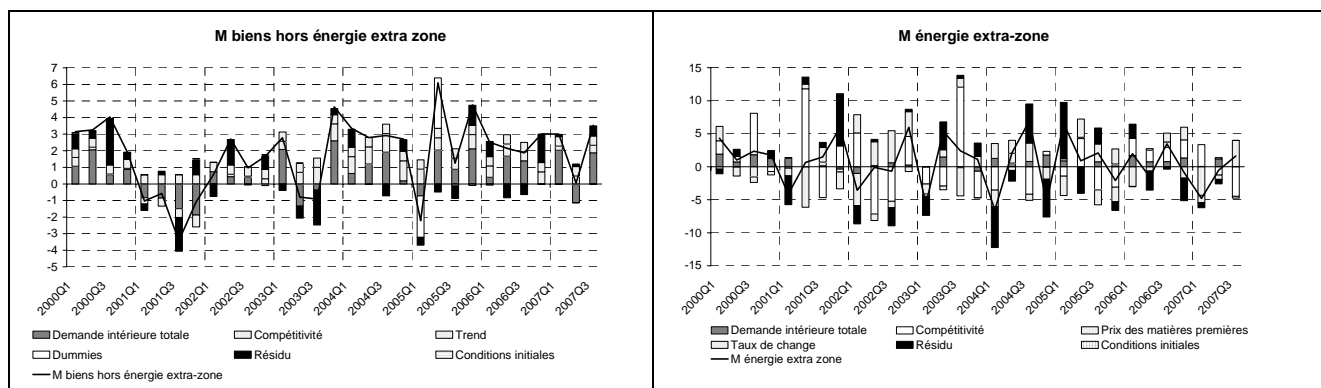 M biens hors énergie extra zone
7
6
5
4
3
2
1
0
-1
-2
-3
-4
-5
2000Q1
2000Q3
2001Q1
2001Q3
2002Q1
2002Q3
2003Q1
2003Q3
2004Q1
2004Q3
2005Q1
2005Q3
2006Q1
2006Q3
2007Q1
2007Q3
Demande intérieure totale Compétitivité Trend
Dummies Résidu Conditions initiales
M biens hors énergie extra-zone
M énergie extra-zone
15
10
5
0
-5
-10
-15
2000Q1
2000Q3
2001Q1
2001Q3
2002Q1
2002Q3
2003Q1
2003Q3
2004Q1
2004Q3
2005Q1
2005Q3
2006Q1
2006Q3
2007Q1
2007Q3
Demande intérieure totale Compétitivité Prix des matières premières
Taux de change Résidu Conditions initiales
M énergie extra zone